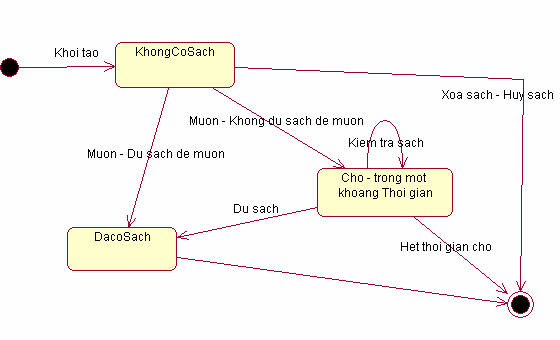 Khoi tao
KhongCoSach
Xoa sach - Huy sach
Muon - Khong du sach de muon
Kiem tra sach
Muon - Du sach de muon
Cho - trong mot
khoang Thoi gian
Du sach
DacoSach
Het thoi gian cho